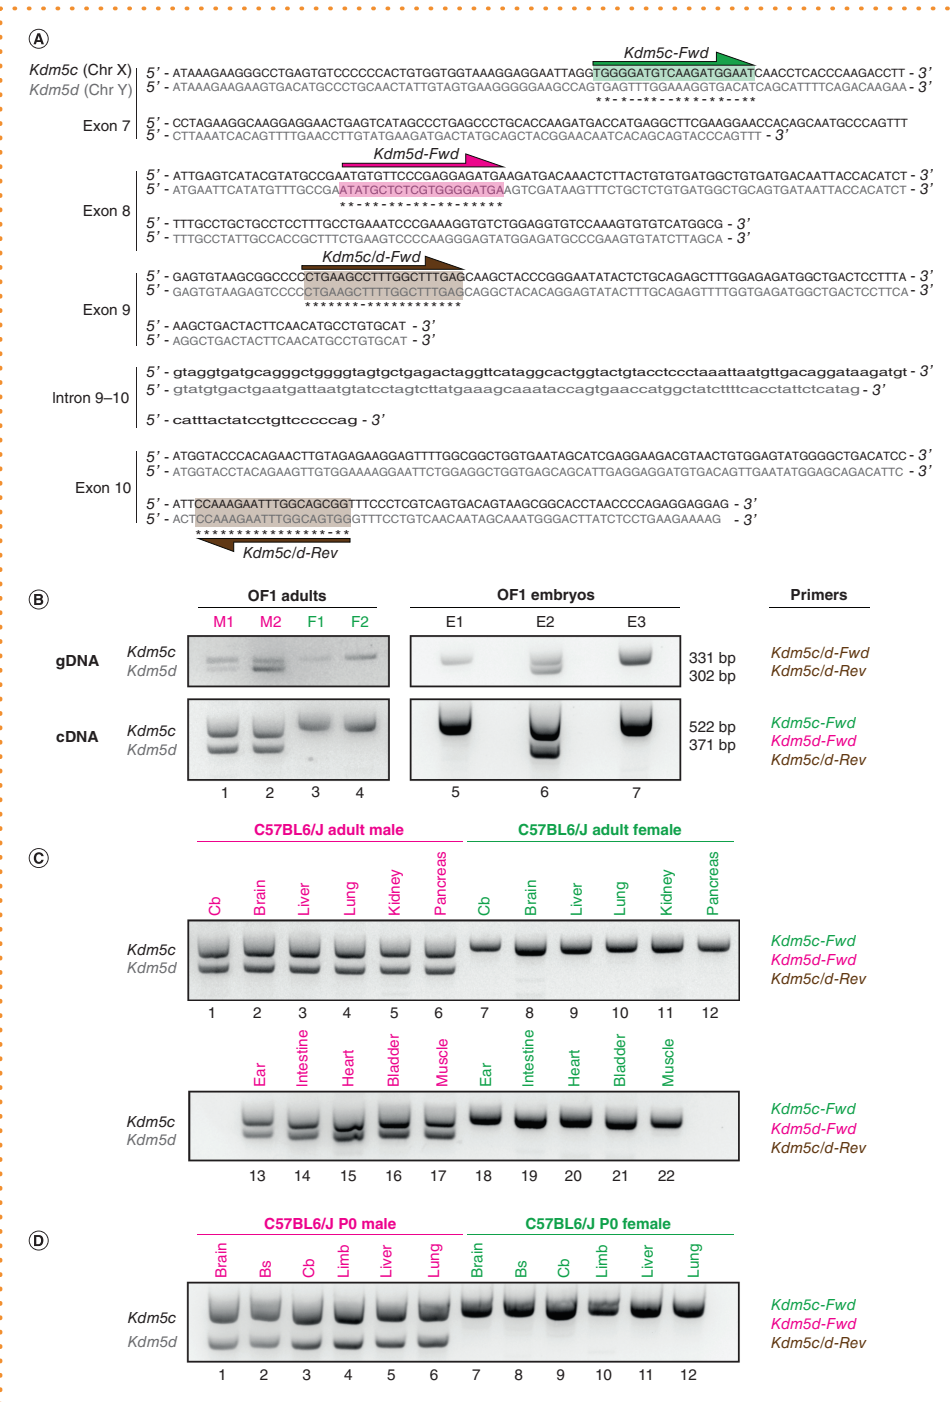 A
Kdm5c-Fwd
Kdm5c (Chr X) 5’ - ATAAAGAAGGGCCTGAGTGTCCCCCCACTGTGGTGGTAAAGGAGGAATTAGGTGGGGATGTCAAGATGGAATCAACCTCACCCAAGACCTT - 3’
Kdm5d (Chr Y) 5’ - ATAAAGAAGAAGTGACATGCCCTGCAACTATTGTAGTGAAGGGGGAAGCCAGTGAGTTTGGAAAGGTGACATCAGCATTTTCAGACAAGAA - 3’
**-*--**-****-**-** **
Exon 7
5’ - CCTAGAAGGCAAGGAGGAACTGAGTCATAGCCCTGAGCCCTGCACCAAGATGACCATGAGGCTTCGAAGGAACCACAGCAATGCCCAGTTT
5’ - CTTAAATCACAGTTTTGAACCTTGTATGAAGATGACTATGCAGCTACGGAACAATCACAGCAGTACCCAGTTT - 3’
Kdm5d-Fwd
5’ - ATTGAGTCATACGTATGCCGAATGTGTTCCCGAGGAGATGAAGATGACAAACTCTTACTGTGTGATGGCTGTGATGACAATTACCACATCT - 3’
5’ - ATGAATTCATATGTTTGCCGAATATGCTCTCGTGGGGATGAAGTCGATAAGTTTCTGCTCTGTGATGGCTGCAGTGATAATTACCACATCT - 3’
**-***-**-**-**-*****
Exon 8
5’ - TTTGCCTGCTGCCTCCTTTGCCTGAAATCCCGAAAGGTGTCTGGAGGTGTCCAAAGTGTGTCATGGCG - 3’
5’ - TTTGCCTATTGCCACCGCTTTCTGAAGTCCCCAAGGGAGTATGGAGATGCCCGAAGTGTATCTTAGCA - 3’
Kdm5c/d-Fwd
5’ - GAGTGTAAGCGGCCCCCTGAAGCCTTTGGCTTTGAGCAAGCTACCCGGGAATATACTCTGCAGAGCTTTGGAGAGATGGCTGACTCCTTTA - 3’
5’ - GAGTGTAAGAGTCCCCCTGAAGCTTTTGGCTTTGAGCAGGCTACACAGGAGTATACTTTGCAGAGTTTTGGTGAGATGGCTGACTCCTTCA - 3’
*******-************
Exon 9
5’ - AAGCTGACTACTTCAACATGCCTGTGCAT - 3’
5’ - AGGCTGACTACTTCAACATGCCTGTGCAT - 3’
5’ - gtaggtgatgcagggctggggtagtgctgagactaggttcataggcactggtactgtacctccctaaattaatgttgacaggataagatgt - 3’
5’ - gtatgtgactgaatgattaatgtatcctagtcttatgaaagcaaataccagtgaaccatggctatcttttcacctattctcatag - 3’
Intron 9–10
5’ - catttactatcctgttcccccag - 3’
5’ - ATGGTACCCACAGAACTTGTAGAGAAGGAGTTTTGGCGGCTGGTGAATAGCATCGAGGAAGACGTAACTGTGGAGTATGGGGCTGACATCC - 3’
5’ - ATGGTACCTACAGAAGTTGTGGAAAAGGAATTCTGGAGGCTGGTGAGCAGCATTGAGGAGGATGTGACAGTTGAATATGGAGCAGACATTC - 3’
Exon 10
5’ - ATTCCAAAGAATTTGGCAGCGGTTTCCCTCGTCAGTGACAGTAAGCGGCACCTAACCCCAGAGGAGGAG - 3’
5’ - ACTCCAAAGAATTTGGCAGTGGGTTTCCTGTCAACAATAGCAAATGGGACTTATCTCCTGAAGAAAAG - 3’
****************-**
Kdm5c/d-Rev
B
OF1 adults OF1 embryos Primers
M1 M2 F1 F2 E1 E2 E3
gDNA
Kdm5c
Kdm5d
331 bp
302 bp
Kdm5c/d-Fwd
Kdm5c/d-Rev
cDNA
Kdm5c
Kdm5d
522 bp
371 bp
Kdm5c-Fwd
Kdm5d-Fwd
Kdm5c/d-Rev
1 2 3 4 5 6 7
C
C57BL6/J adult male C57BL6/J adult female
Cb Brain Liver Lung Kidney Pancreas Cb Brain Liver Lung Kidney Pancreas
Kdm5c
Kdm5d
Kdm5c-Fwd
Kdm5d-Fwd
Kdm5c/d-Rev
1 2 3 4 5 6 7 8 9 10 11 12
Ear Intestine Heart Bladder Muscle Ear Intestine Heart Bladder Muscle
Kdm5c
Kdm5d
Kdm5c-Fwd
Kdm5d-Fwd
Kdm5c/d-Rev
13 14 15 16 17 18 19 20 21 22
D
C57BL6/J P0 male C57BL6/J P0 female
Brain Bs Cb Limb Liver Lung Brain Bs Cb Limb Liver Lung
Kdm5c
Kdm5d
Kdm5c-Fwd
Kdm5d-Fwd
Kdm5c/d-Rev
1 2 3 4 5 6 7 8 9 10 11 12